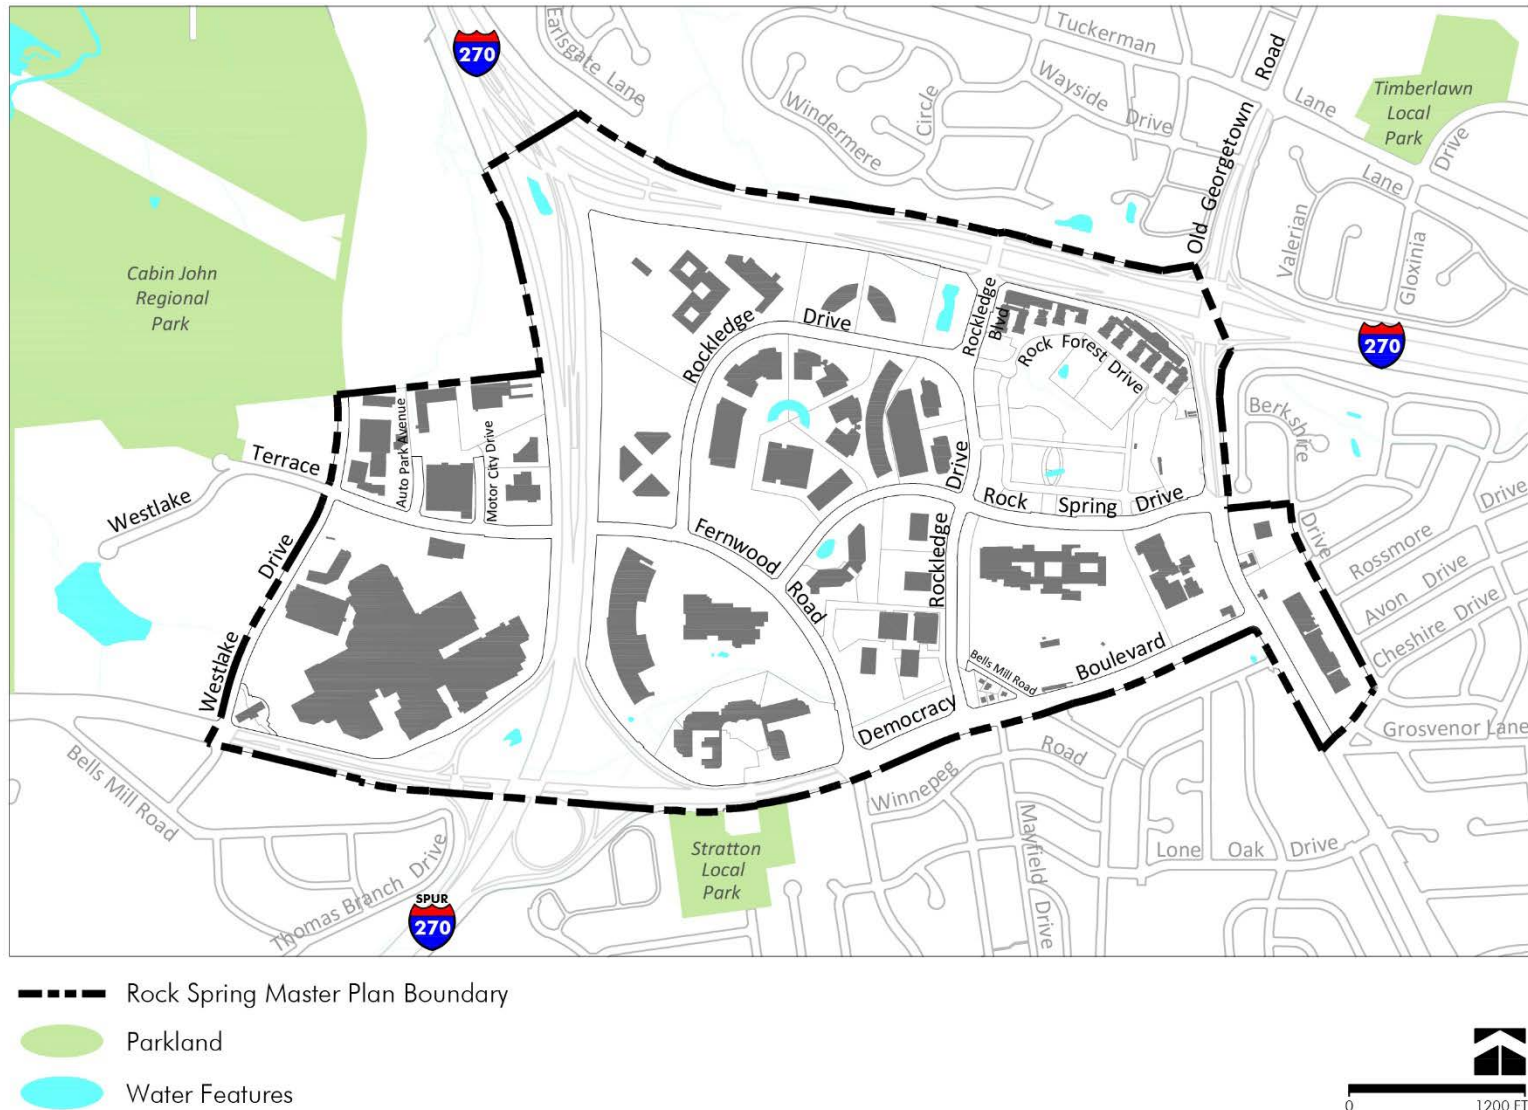 270
Earlsgate Lane
Tuckerman
Lane
Wayside Drive
Windermere
Circle
Old Georgetown
Road
Timberlawn
Local
Park
Drive
Lane
Valerian
Gloxinia
Cabin John
Regional
Park
Rockledge
Drive
Rockledge
Blvd
Rock Forest Drive
270
Berkshire
Drive
Auto Park Avenue
Motor City Drive
Terrace
Westlake
Drive
Westlake
Fernwood
Road
Drive
Rockledge
Rock Spring Drive
Rossmore Drive
Avon Drive
Cheshire Drive
Grosvenor Lane
Bells Mill Road
Boulevard
Democracy
Bells Mill Road
Winnepeg
Road
Mayfield Drive
Lone Oak Drive
Stratton
Local
Park
Thomas Branch Drive
SPUR
270
Rock Spring Master Plan Boundary
Parkland
Water Features
0 1200 FT